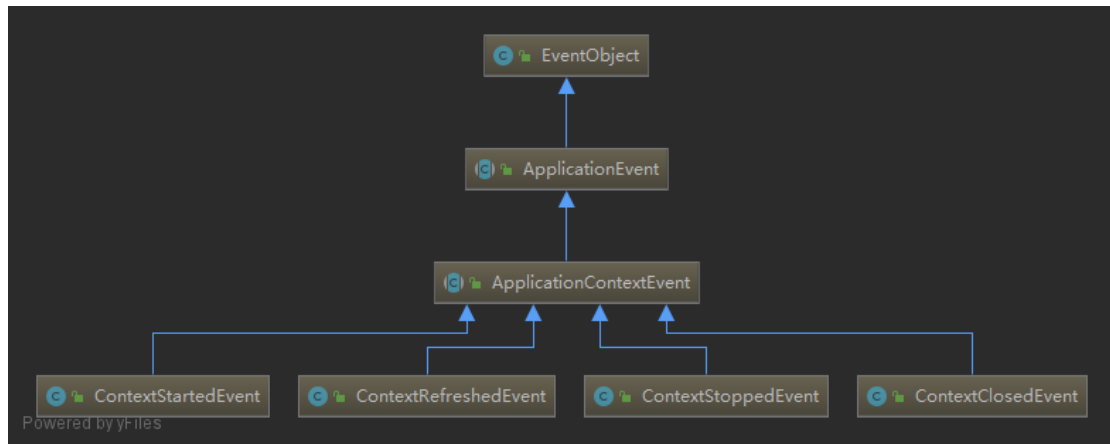 EventObject
ApplicationEvent
ApplicationContextEvent
ContextStartedEvent
ContextRefreshedEvent
ContextStoppedEvent
ContextClosedEvent
Powered by yFiles